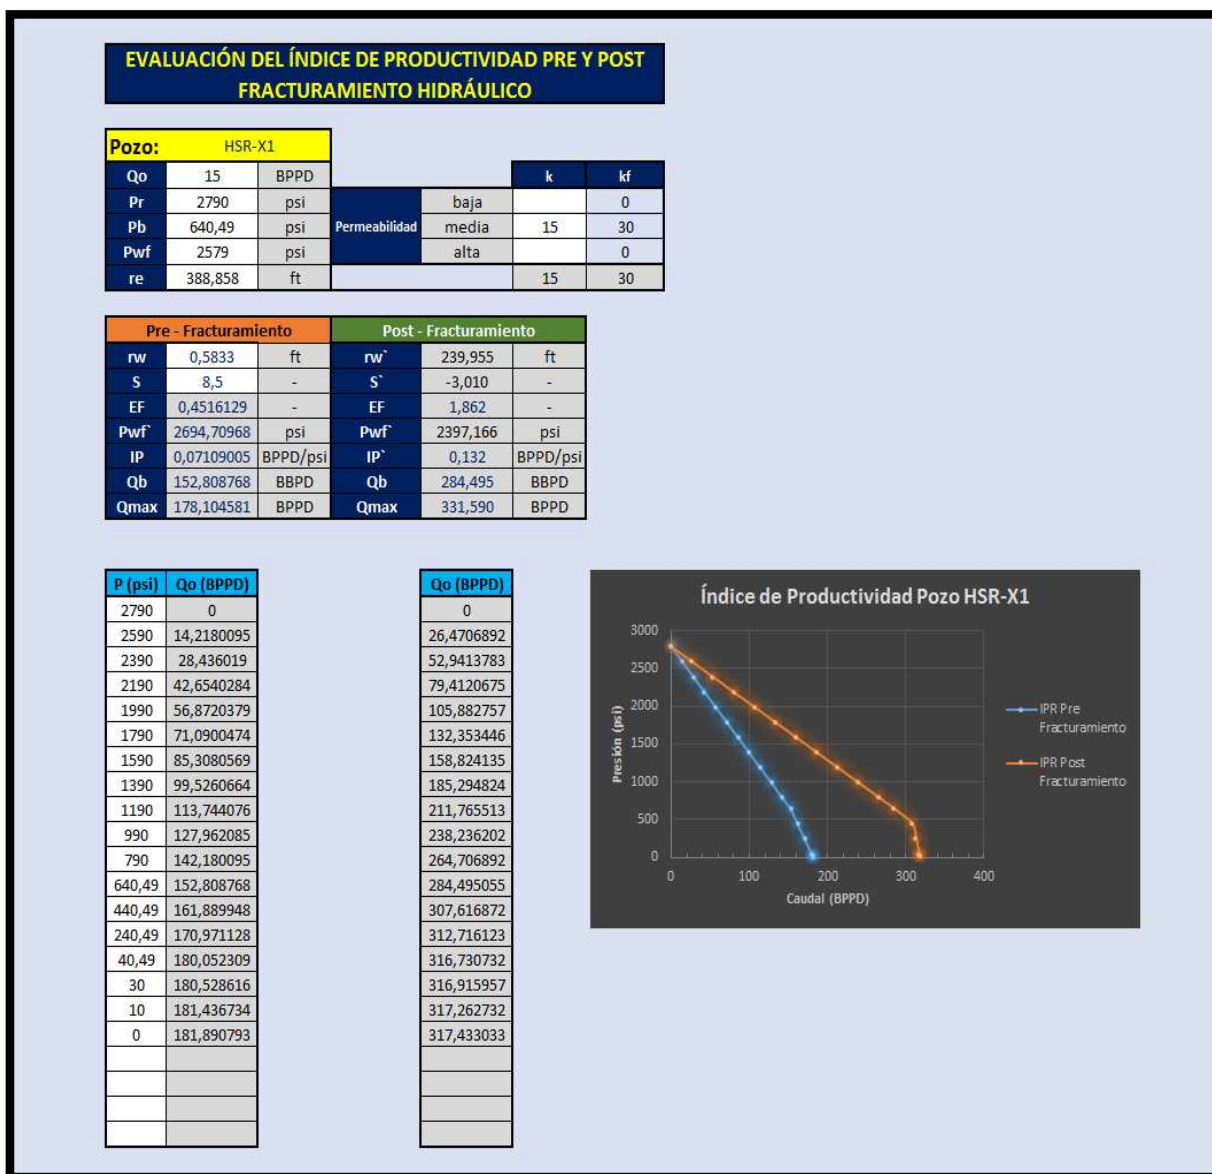 EVALUACIÓN DEL ÍNDICE DE PRODUCTIVIDAD PRE Y POST
FRACTURAMIENTO HIDRÁULICO
Pozo: HSR-X1
Qo 15 BPPD k kf
Pr 2790 psi baja 0
Pb 640,49 psi Permeabilidad media 15 30
Pwf 2579 psi alta 0
re 388,858 ft 15 30
Pre - Fracturamiento Post - Fracturamiento
rw 0,5833 ft rw` 239,955 ft
S 8,5 - S` -3,010 -
EF 0,4516129 - EF 1,862 -
Pwf` 2694,70968 psi Pwf` 2397,166 psi
IP 0,07109005 BPPD/psi IP` 0,132 BPPD/psi
Qb 152,808768 BBPD Qb 284,495 BBPD
Qmax 178,104581 BPPD Qmax 331,590 BPPD
P (psi) Qo (BPPD) Qo (BPPD)
2790 0 0
2590 14,2180095 26,4706892
2390 28,436019 52,9413783
2190 42,6540284 79,4120675
1990 56,8720379 105,882757
1790 71,0900474 132,353446
1590 85,3080569 158,824135
1390 99,5260664 185,294824
1190 113,744076 211,765513
990 127,962085 238,236202
790 142,180095 264,706892
640,49 152,808768 284,495055
440,49 161,889948 307,616872
240,49 170,971128 312,716123
40,49 180,052309 316,730732
30 180,528616 316,915957
10 181,436734 317,262732
0 181,890793 317,433033
Índice de Productividad Pozo HSR-X1
3000
2500
2000
1500
1000
500
0
Presión (psi)
0 100 200 300 400
Caudal (BPPD)
IPR Pre
Fracturamiento
IPR Post
Fracturamiento